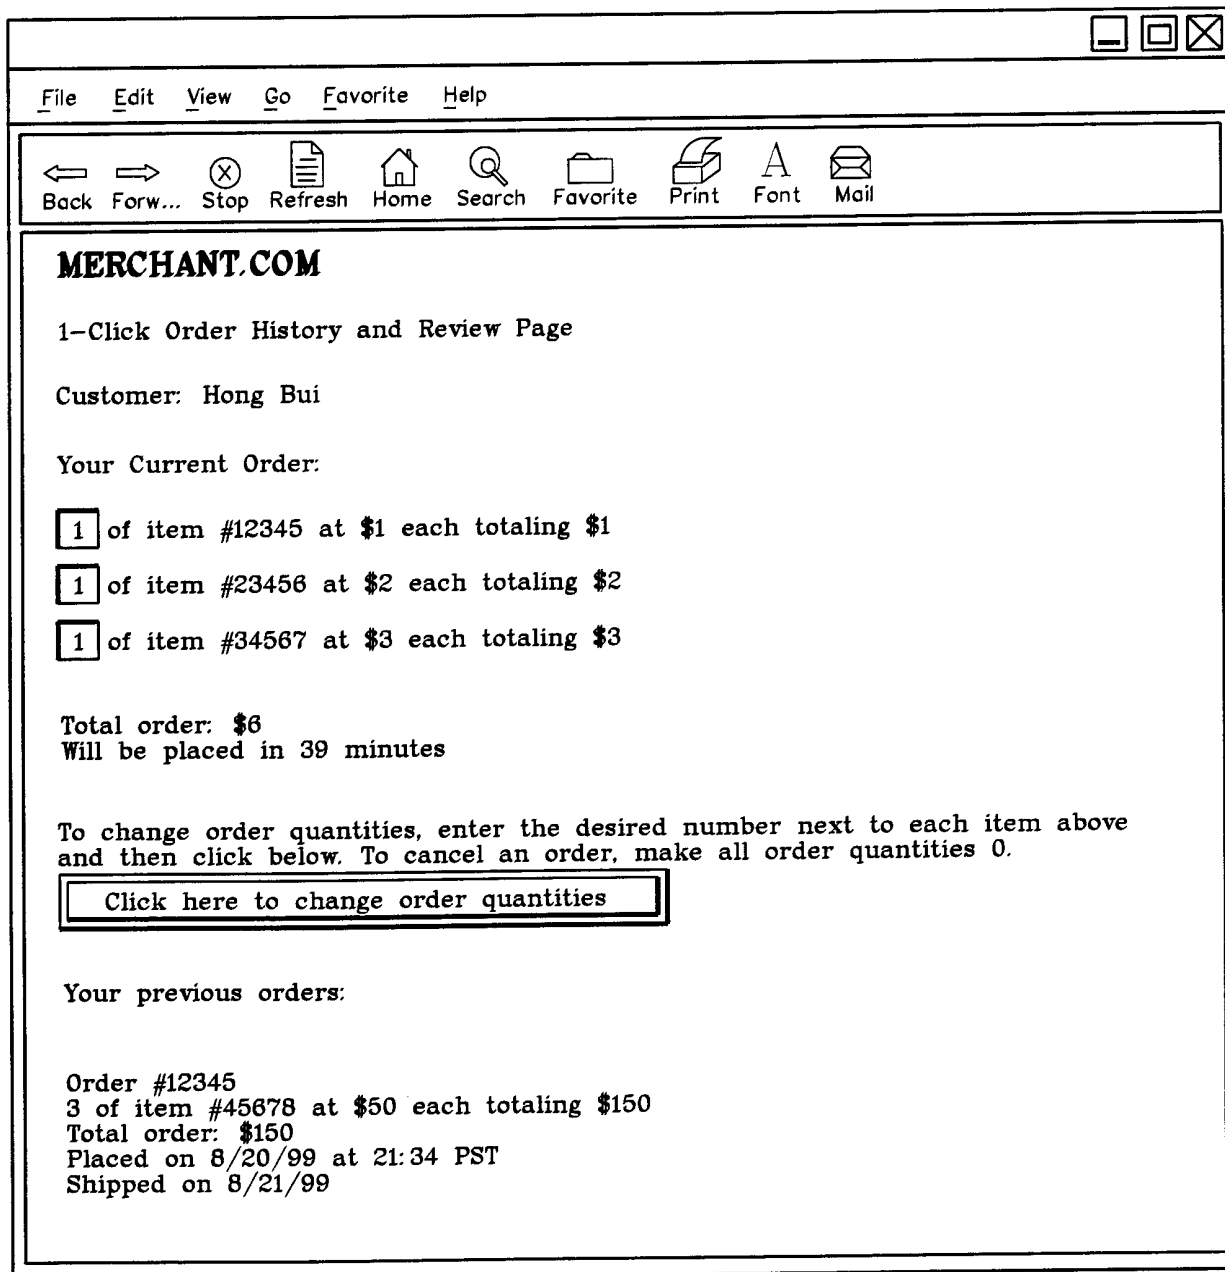 File Edit View Go Favorite Help
Back Forw... Stop Refresh Home Search Favorite Print A Font Mail
MERCHANT.COM
1-Click Order History and Review Page
Customer: Hong Bui
Your Current Order:
1 of item #12345 at $1 each totaling $1
1 of item #23456 at $2 each totaling $2
1 of item #34567 at $3 each totaling $3
Total order: $6
Will be placed in 39 minutes
To change order quantities, enter the desired number next to each item above
and then click below. To cancel an order, make all order quantities 0.
Click here to change order quantities
Your previous orders:
Order #12345
3 of item #45678 at $50 each totaling $150
Total order: $150
Placed on 8/20/99 at 21:34 PST
Shipped on 8/21/99